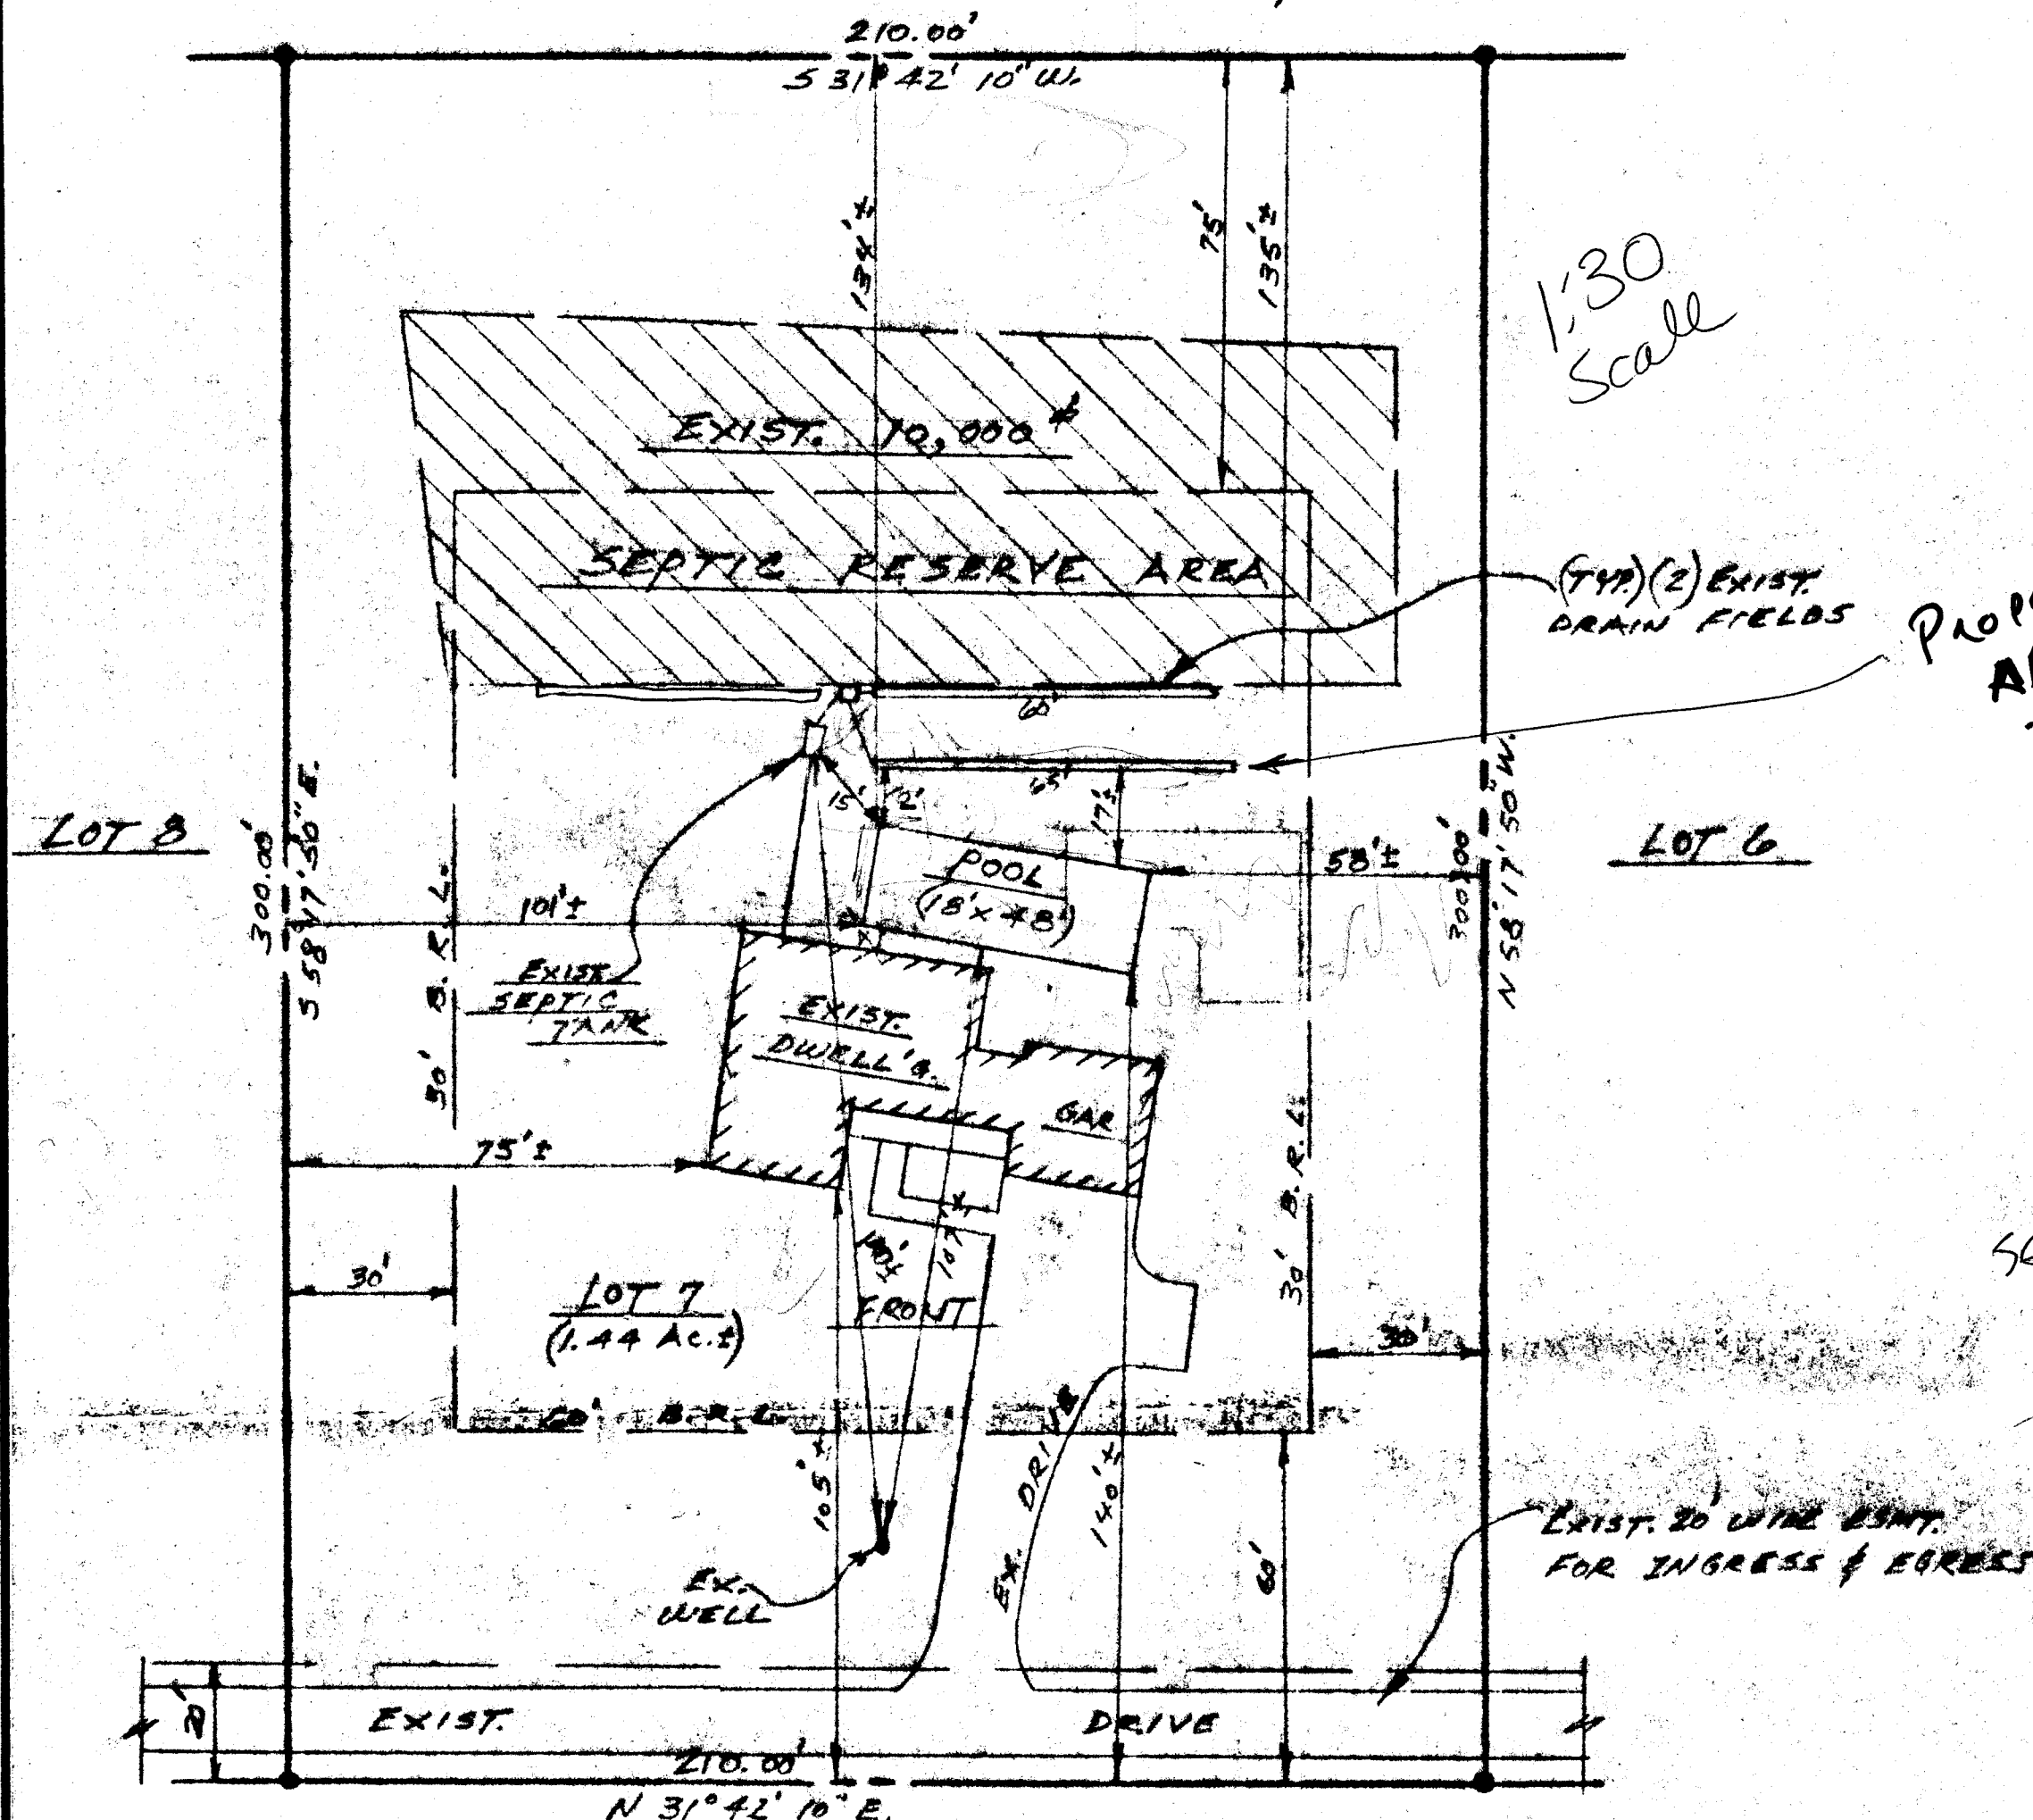 210.00'
S 31° 42' 10" W.
134'±
75'
135'±
1:30
Scale
EXIST. 10,000
SEPTIC RESERVE AREA
(TYP.)(2) EXIST.
DRAIN FIELDS
60'
65'
15'
12'
17'±
LOT 8
300.00'
S 58° 17' 50" E.
30' B. R. L.
101'±
POOL
(18' x 48')
58'±
300.00'
N 58° 17' 50" W.
LOT 6
EXIST.
SEPTIC
TANK
EXIST.
DWELL'G.
GAR
75'±
30'
LOT 7
(1.44 Ac.±)
107'±
FRONT
30' B. R. L.
30'
60' B. R. L.
105'±
EX. DRIVE
140'±
60'
EX.
WELL
EXIST. 20' WIDE ESMT.
FOR INGRESS & EGRESS
20'
EXIST. DRIVE
210.00'
N 31° 42' 10" E.